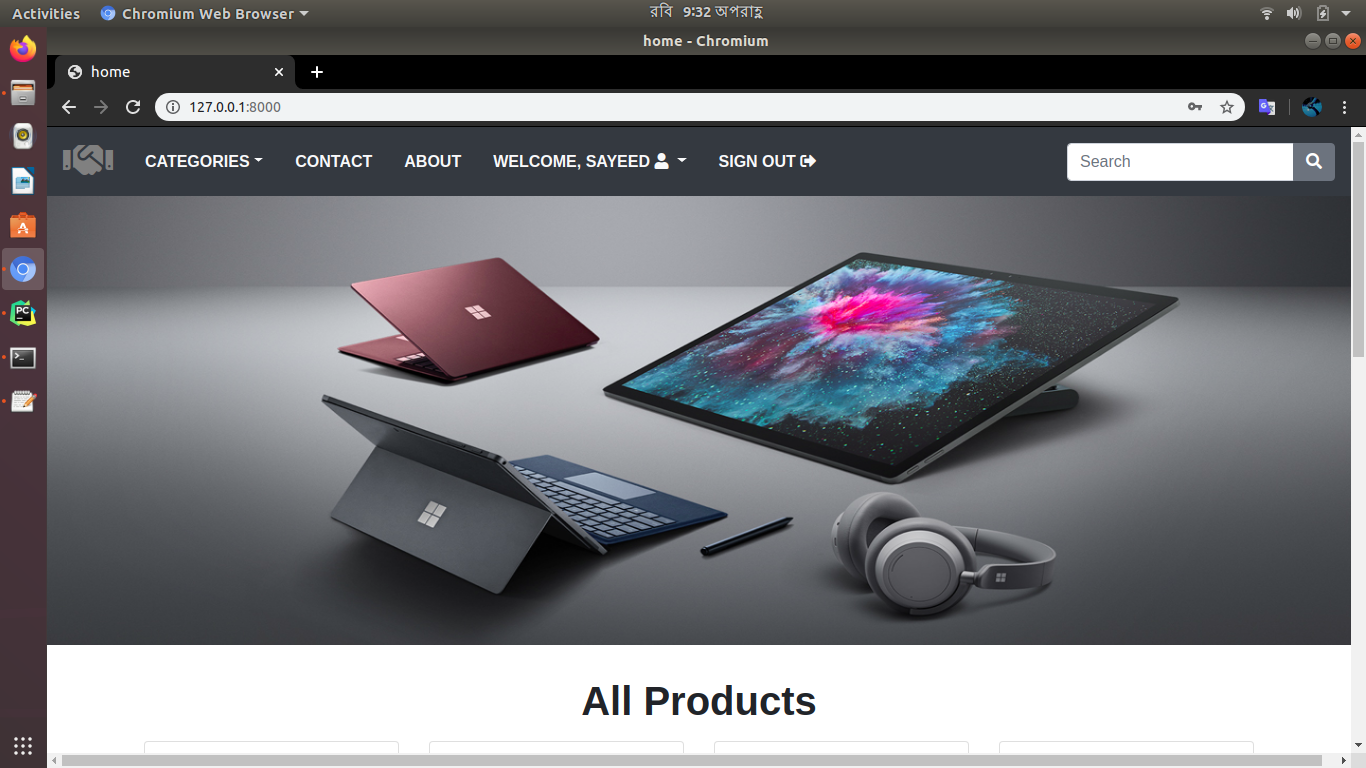 Activities Chromium Web Browser রবি 9:32 অপরাহ্ণ
home - Chromium
home
127.0.0.1:8000
CATEGORIES CONTACT ABOUT WELCOME, SAYEED SIGN OUT Search
All Products